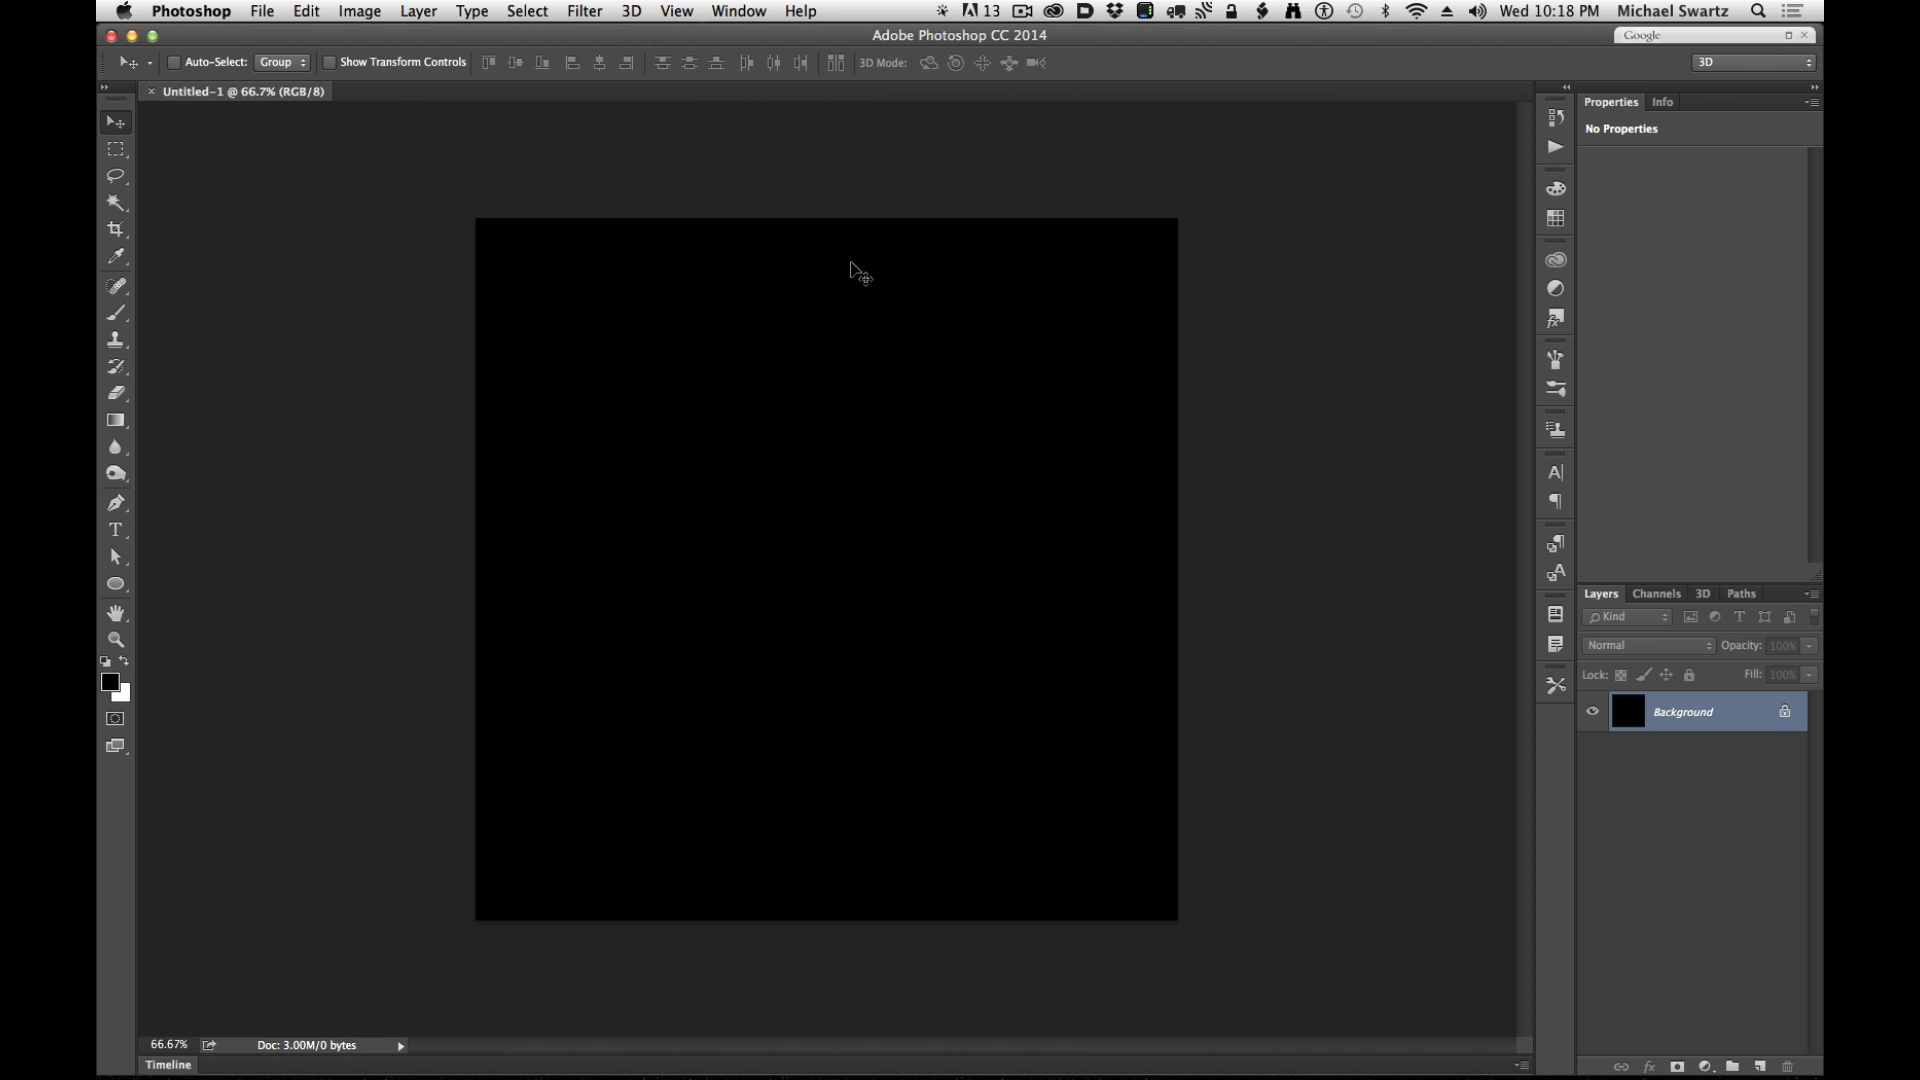 Photoshop File Edit Image Layer Type Select Filter 3D View Window Help 13 Wed 10:18 PM Michael Swartz
Adobe Photoshop CC 2014
Google
Auto-Select: Group Show Transform Controls 3D Mode: 3D
Untitled-1 @ 66.7% (RGB/8)
Properties Info
No Properties
Layers Channels 3D Paths
Kind
Normal Opacity: 100%
Lock: Fill: 100%
Background
66.67% Doc: 3.00M/0 bytes
Timeline